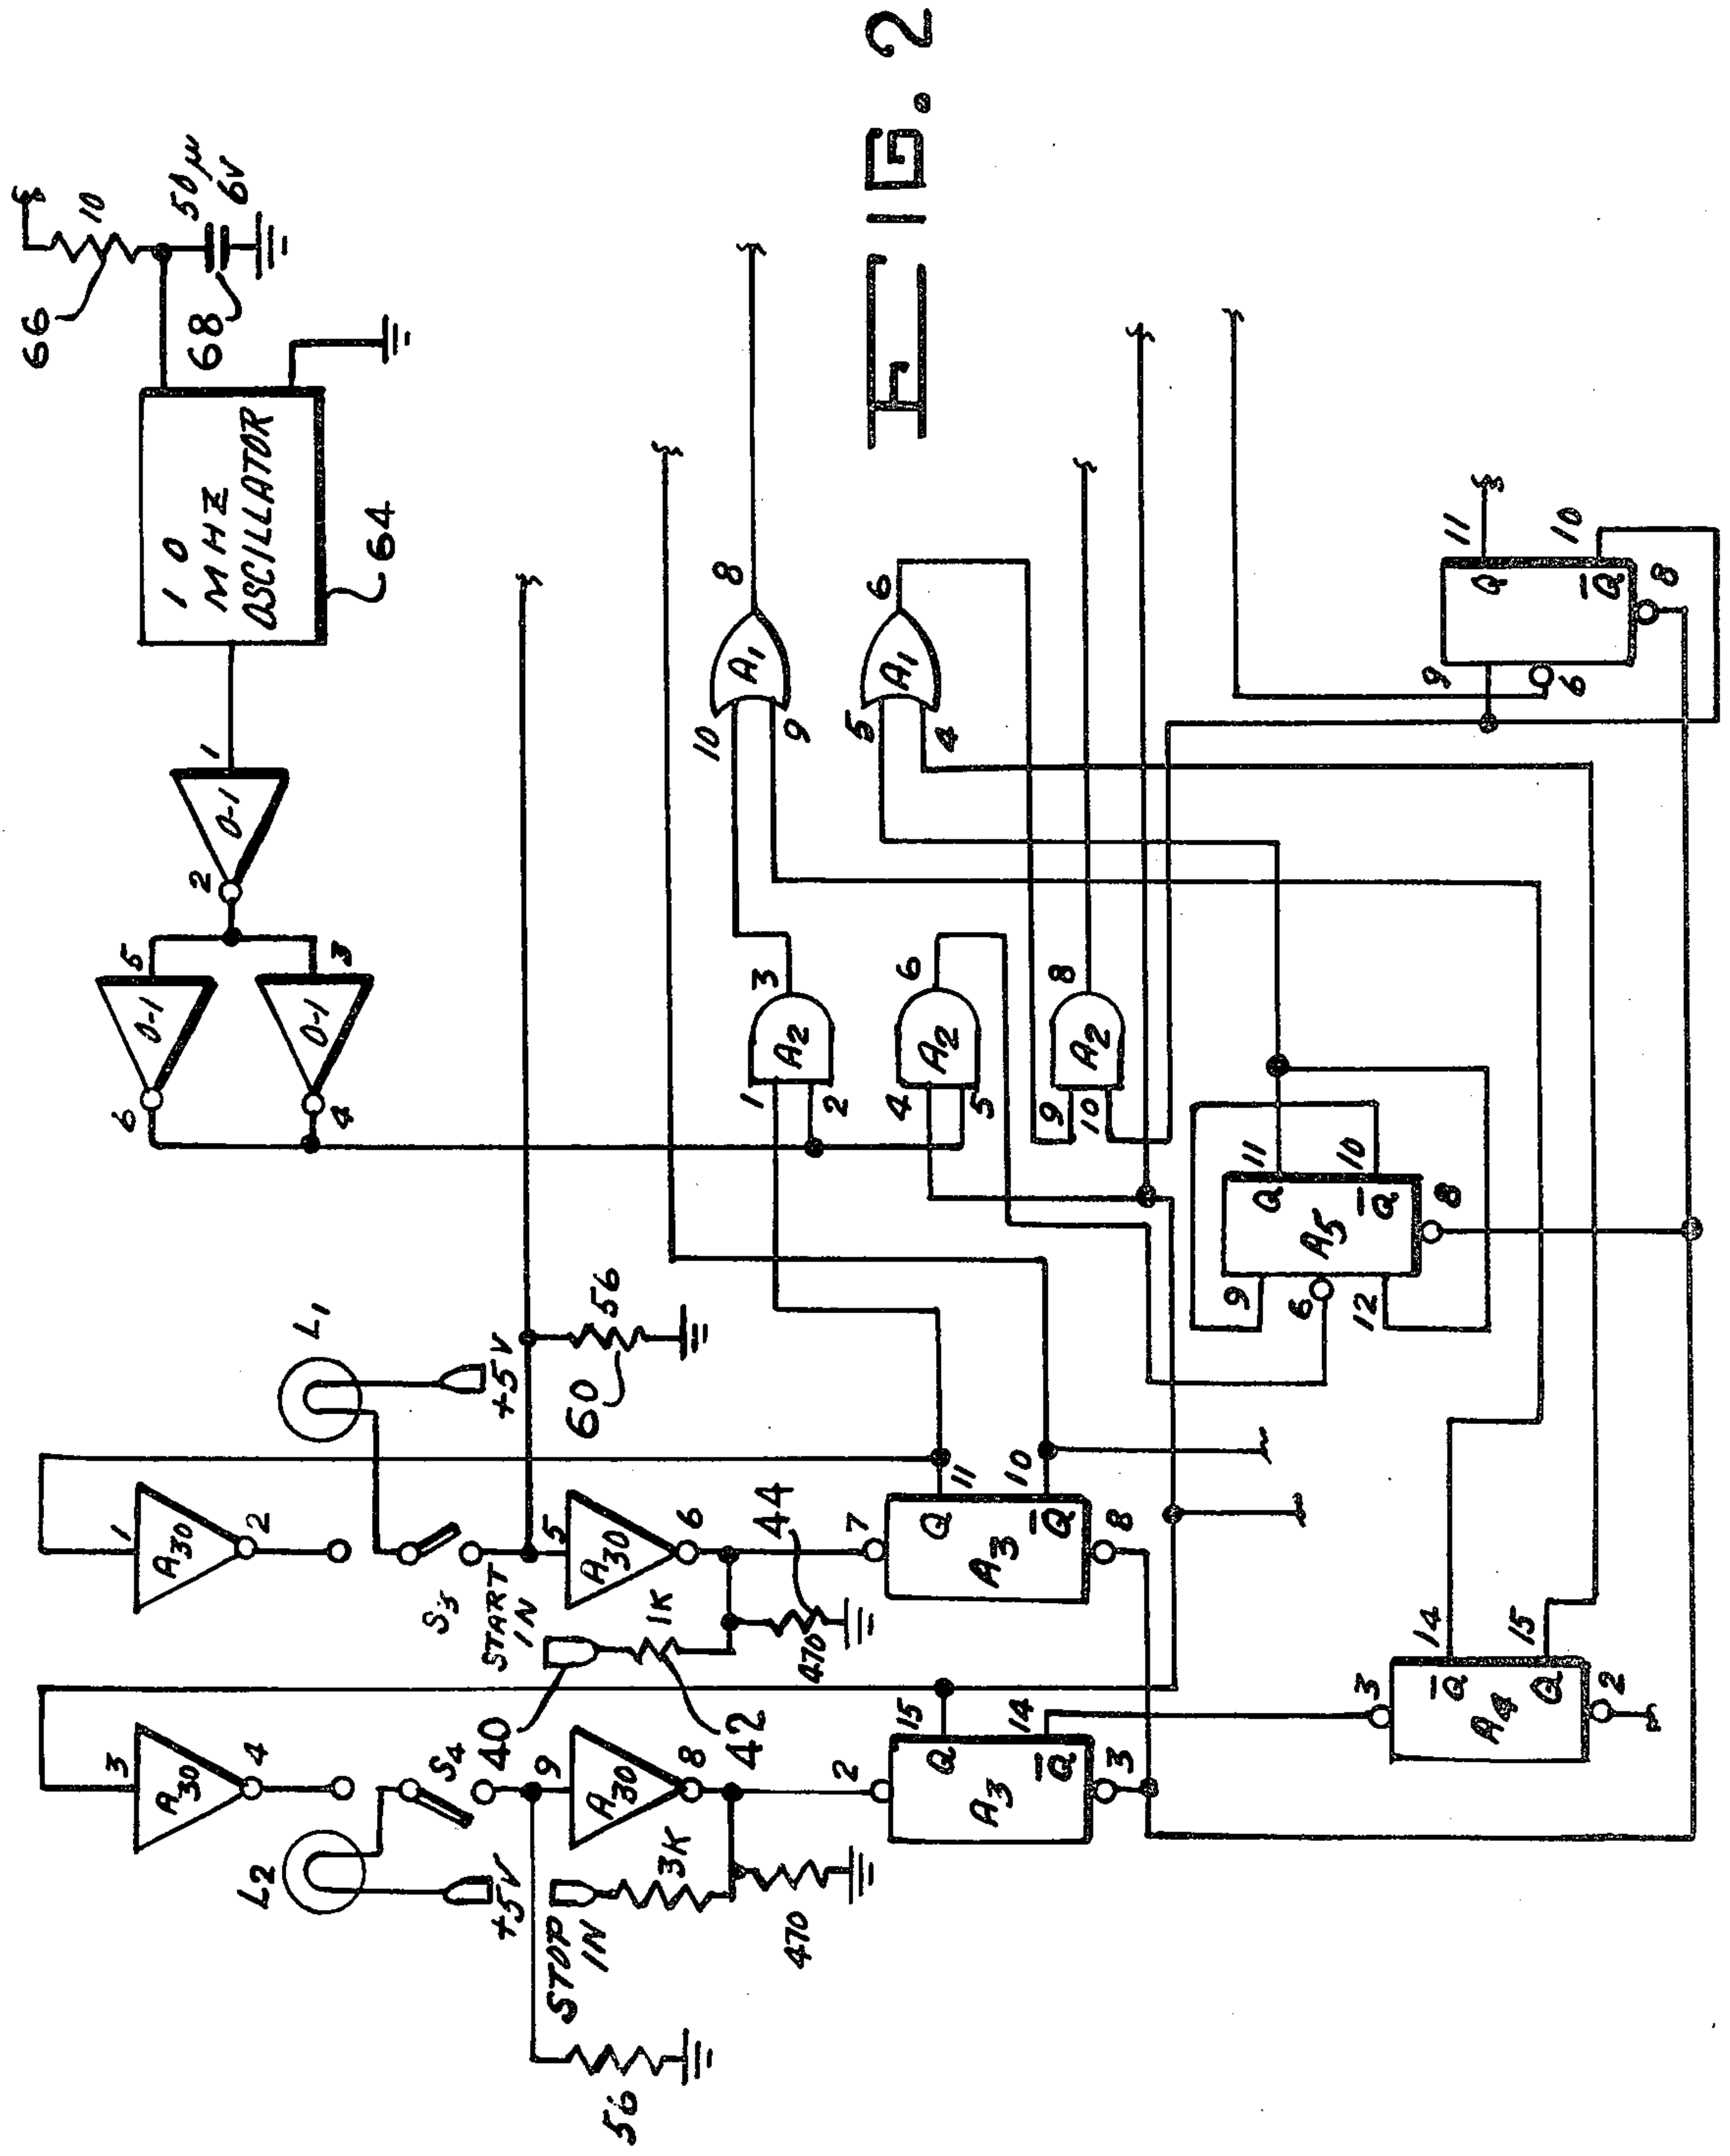 66
10
50 µ
6V
68
10
MHZ
OSCILLATOR
64
1
0-1
2
5
0-1
6
3
0-1
4
FIG. 2
8
A1
10
9
6
A1
5
4
3
A2
1
2
6
A2
4
5
8
A2
9
10
11
Q
10
Q̅
9
6
8
11
Q
10
Q̅
A5
9
6
12
8
L1
+5V
56
60
1
A30
2
S3
START
IN
5
A30
6
1K
44
470
7
11
Q
10
Q̅
A3
8
3
A30
4
L2
+5V
S4
40
9
A30
8
42
STOP
IN
3K
470
56
2
15
Q
14
Q̅
A3
3
3
14
Q̅
15
Q
A4
2